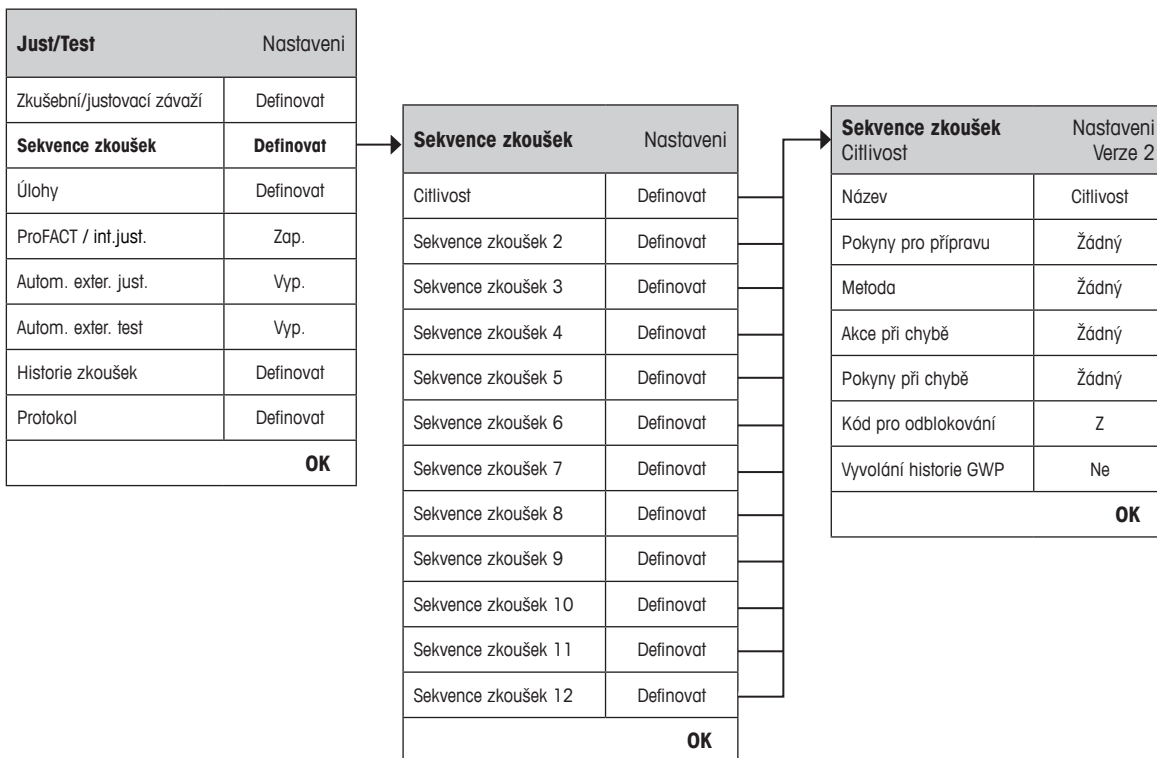 Just/Test Nastaveni
Zkušební/justovací závaží Definovat
Sekvence zkoušek Definovat
Úlohy Definovat
ProFACT / int.just. Zap.
Autom. exter. just. Vyp.
Autom. exter. test Vyp.
Historie zkoušek Definovat
Protokol Definovat
OK
Sekvence zkoušek Nastaveni
Citlivost Definovat
Sekvence zkoušek 2 Definovat
Sekvence zkoušek 3 Definovat
Sekvence zkoušek 4 Definovat
Sekvence zkoušek 5 Definovat
Sekvence zkoušek 6 Definovat
Sekvence zkoušek 7 Definovat
Sekvence zkoušek 8 Definovat
Sekvence zkoušek 9 Definovat
Sekvence zkoušek 10 Definovat
Sekvence zkoušek 11 Definovat
Sekvence zkoušek 12 Definovat
OK
Sekvence zkoušek Nastaveni
Citlivost Verze 2
Název Citlivost
Pokyny pro přípravu Žádný
Metoda Žádný
Akce při chybě Žádný
Pokyny při chybě Žádný
Kód pro odblokování Z
Vyvolání historie GWP Ne
OK